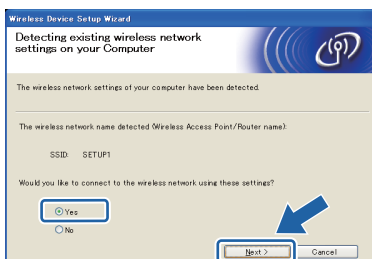 Wireless Device Setup Wizard
Detecting existing wireless network
settings on your Computer
The wireless network settings of your computer have been detected.
The wireless network name detected (Wireless Access Point/Router name):
SSID: SETUP1
Would you like to connect to the wireless network using these settings?
Yes
No
Next >
Cancel